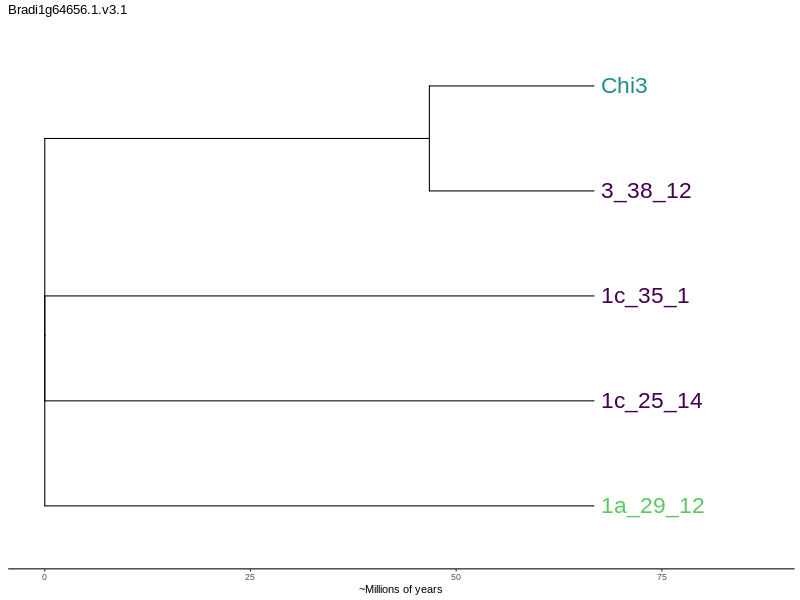 Bradi1g64656.1.v3.1
Chi3
3_38_12
1c_35_1
1c_25_14
1a_29_12
0 25 50 75
~Millions of years